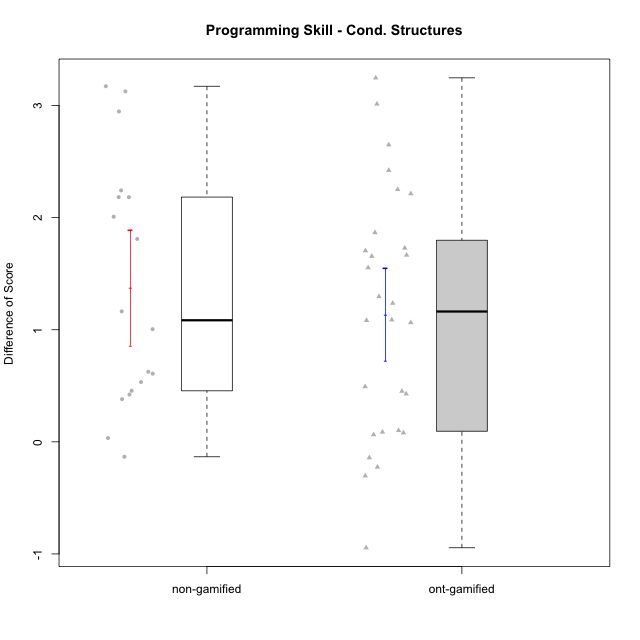 Programming Skill - Cond. Structures
Difference of Score
3
2
1
0
-1
non-gamified
ont-gamified